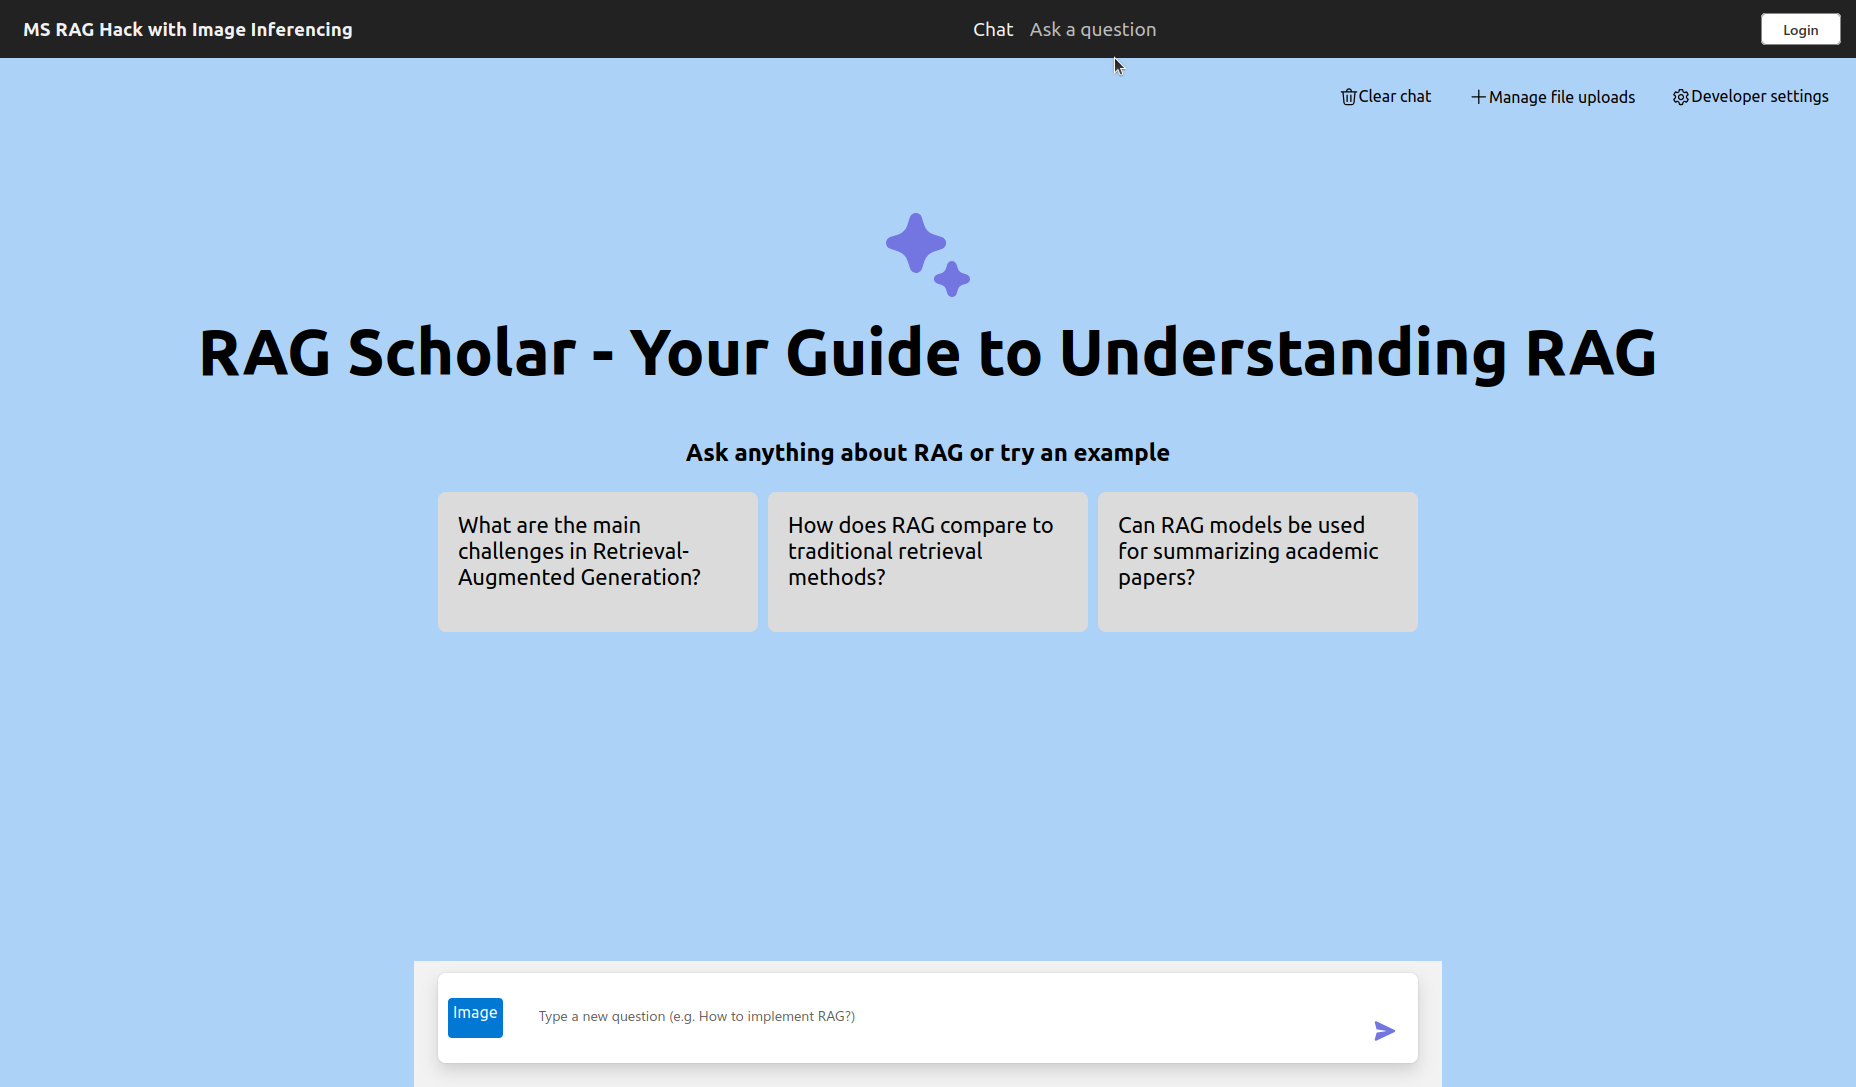 MS RAG Hack with Image Inferencing
Chat Ask a question
Login
Clear chat
Manage file uploads
Developer settings
RAG Scholar - Your Guide to Understanding RAG
Ask anything about RAG or try an example
What are the main
challenges in Retrieval-
Augmented Generation?
How does RAG compare to
traditional retrieval
methods?
Can RAG models be used
for summarizing academic
papers?
Image
Type a new question (e.g. How to implement RAG?)